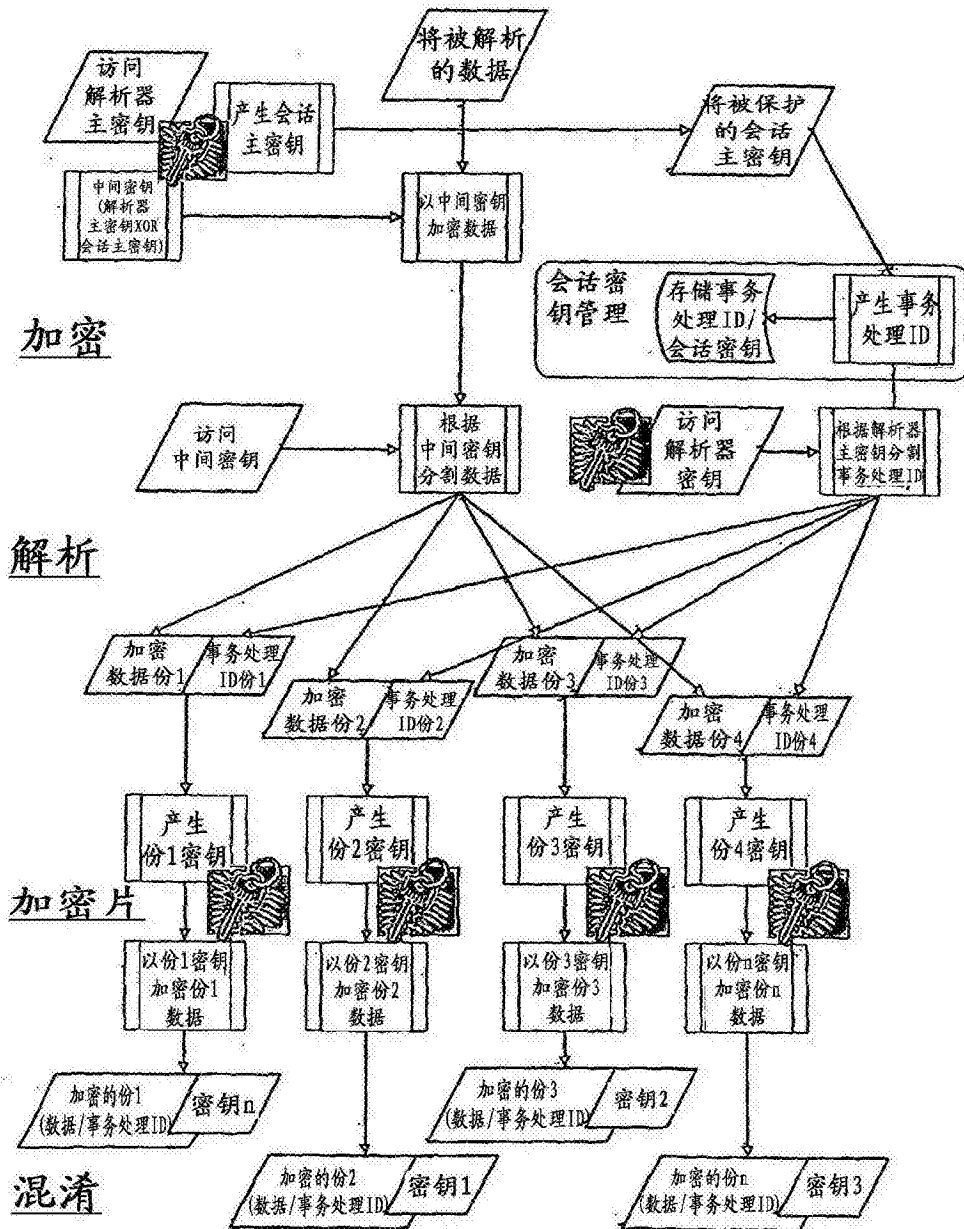 将被解析
的数据
访问
解析器
主密钥
产生会话
主密钥
将被保护
的会话
主密钥
中间密钥
(解析器
主密钥XOR
会话主密钥)
以中间密钥
加密数据
会话密
钥管理
存储事务
处理ID/
会话密钥
产生事务
处理ID
加密
访问
中间密钥
根据
中间密钥
分割数据
访问
解析器
密钥
根据解析器
主密钥分割
事务处理ID
解析
加密
数据份1
事务处理
ID份1
加密
数据份2
事务处理
ID份2
加密
数据份3
事务处理
ID份3
加密
数据份4
事务处理
ID份4
产生
份1密钥
产生
份2密钥
产生
份3密钥
产生
份4密钥
加密片
以份1密钥
加密份1
数据
以份2密钥
加密份2
数据
以份3密钥
加密份3
数据
以份n密钥
加密份n
数据
加密的份1
(数据/事务处理ID)
密钥n
加密的份3
(数据/事务处理ID)
密钥2
混淆
加密的份2
(数据/事务处理ID)
密钥1
加密的份n
(数据/事务处理ID)
密钥3